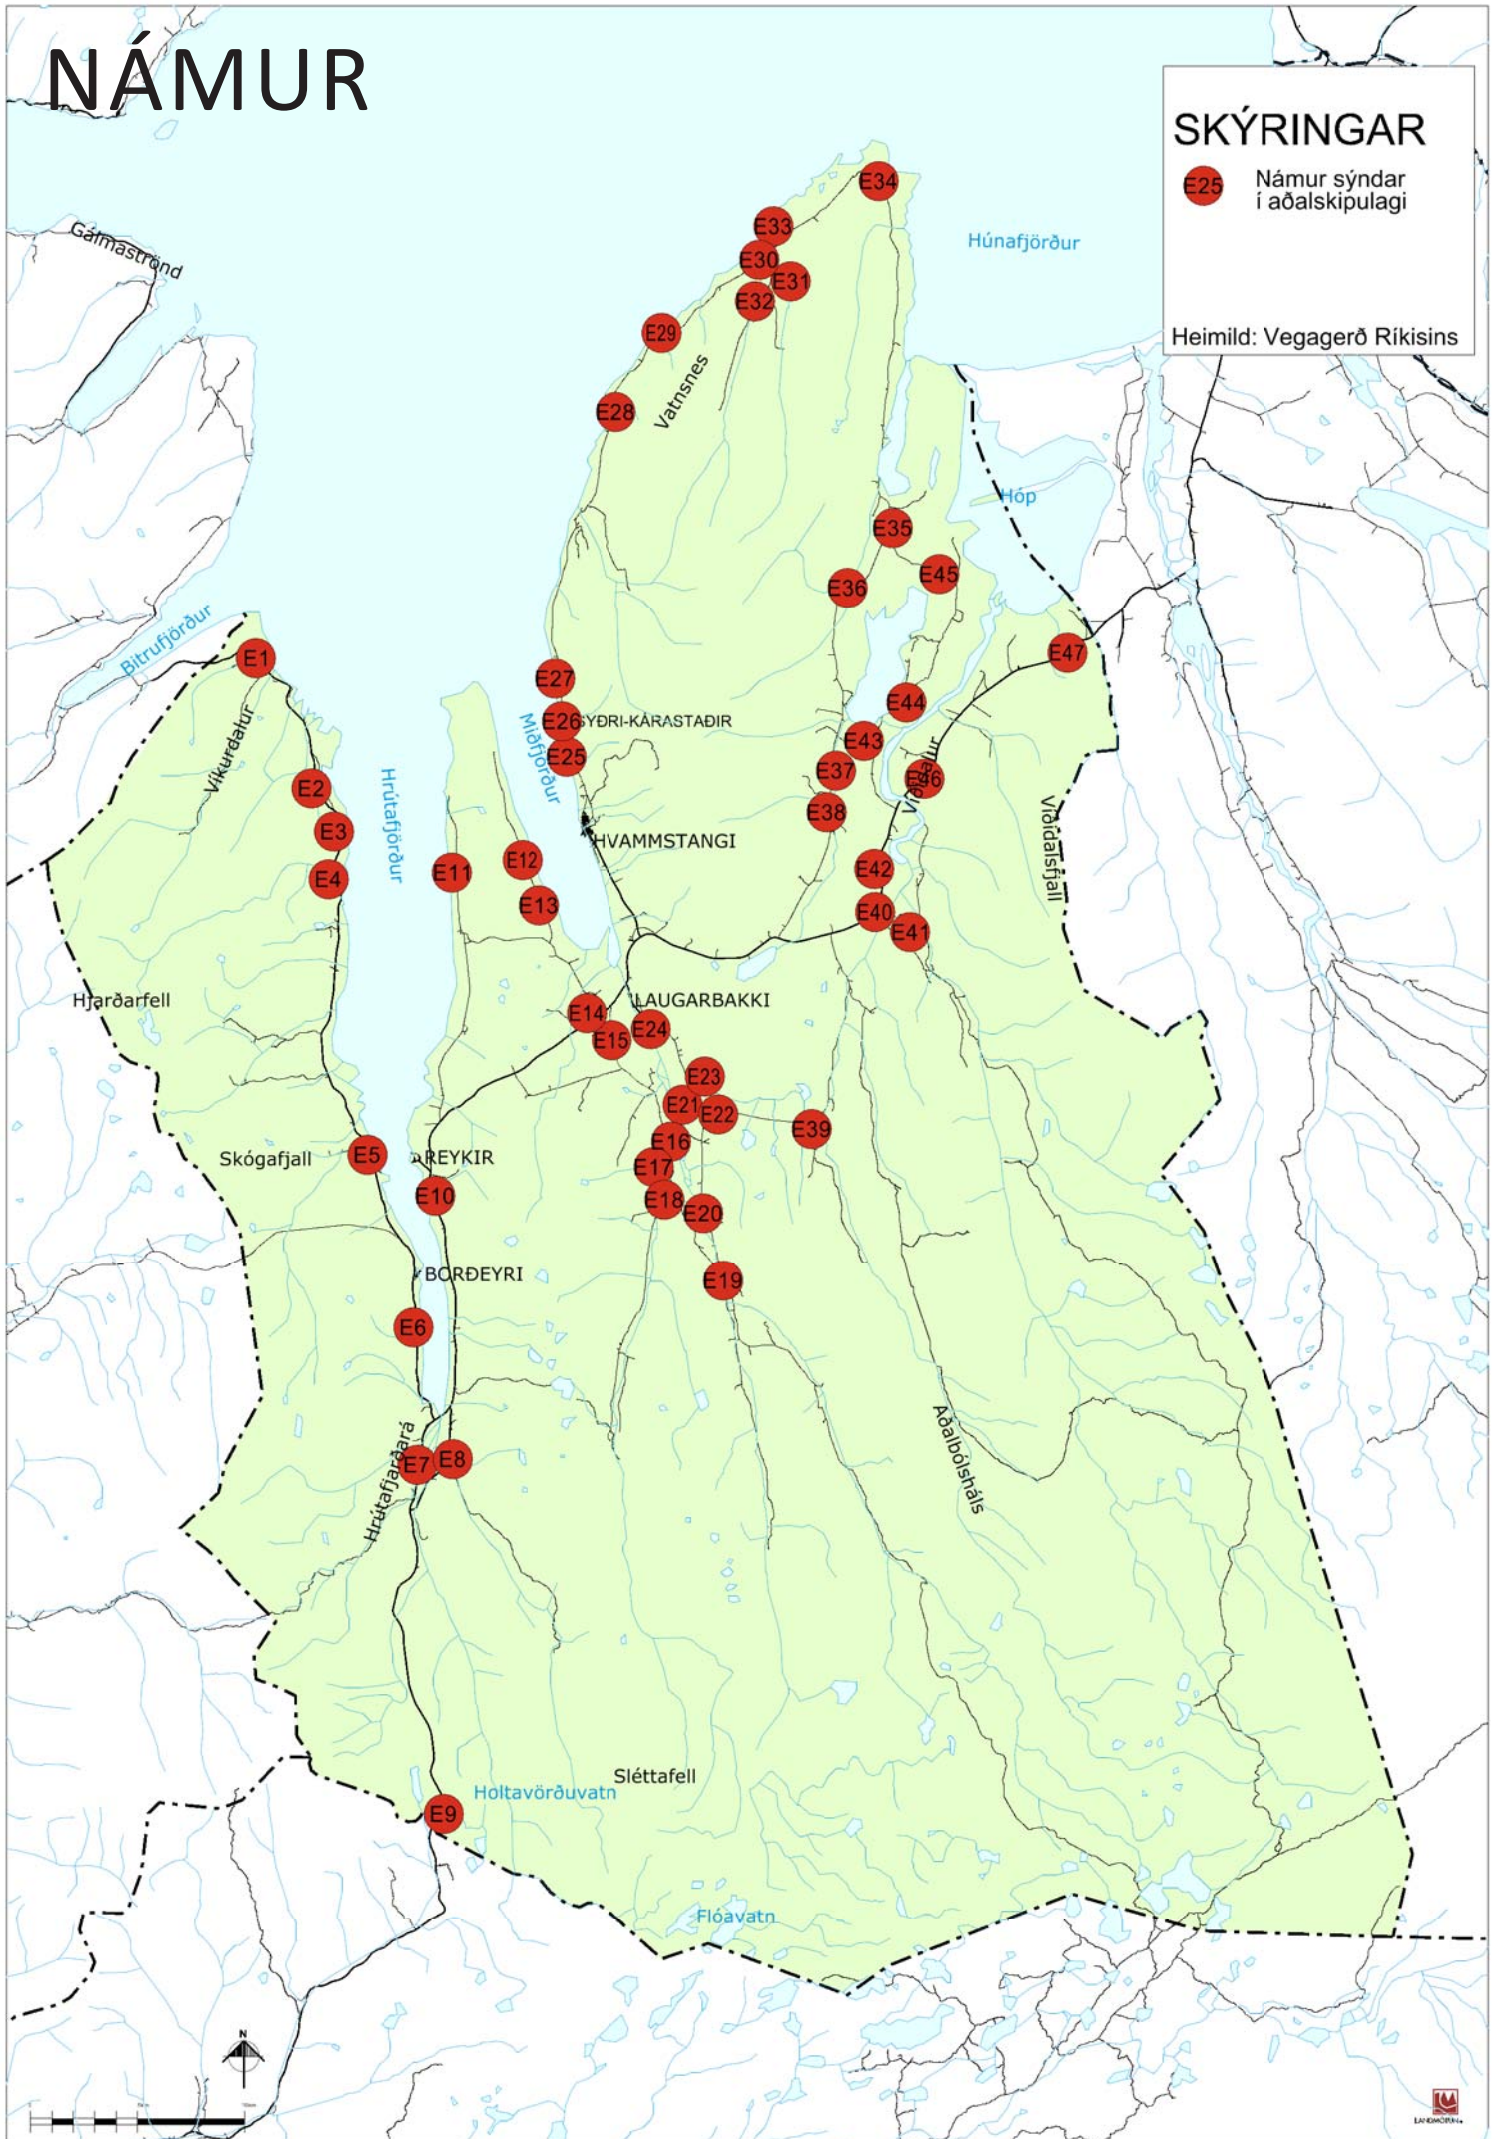 NÁMUR
SKÝRINGAR
E25
Námur sýndar
í aðalskipulagi
Heimild: Vegagerð Ríkisins
E34
E33
Húnafjörður
Gálmaströnd
E30
E31
E32
E29
Vatnsnes
E28
Hóp
E35
E45
E36
Bitrufjörður
E1
E47
E27
E44
Víkurdalur
E26
SYÐRI-KÁRASTAÐIR
E43
E25
Miðfjörður
E37
E46
Víðidalur
E2
Hrútafjörður
E38
E3
HVAMMSTANGI
Víðidalsfjall
E12
E42
E11
E4
E13
E40
E41
Hjarðarfell
LAUGARBAKKI
E14
E24
E15
E23
E21
E22
E39
E16
E5
REYKIR
Skógafjall
E17
E10
E18
E20
BORÐEYRI
E19
E6
Aðalbólsháls
Hrútafjarðará
E7
E8
Sléttafell
Holtavörðuvatn
E9
Flóavatn
N
LANDMÓTUN